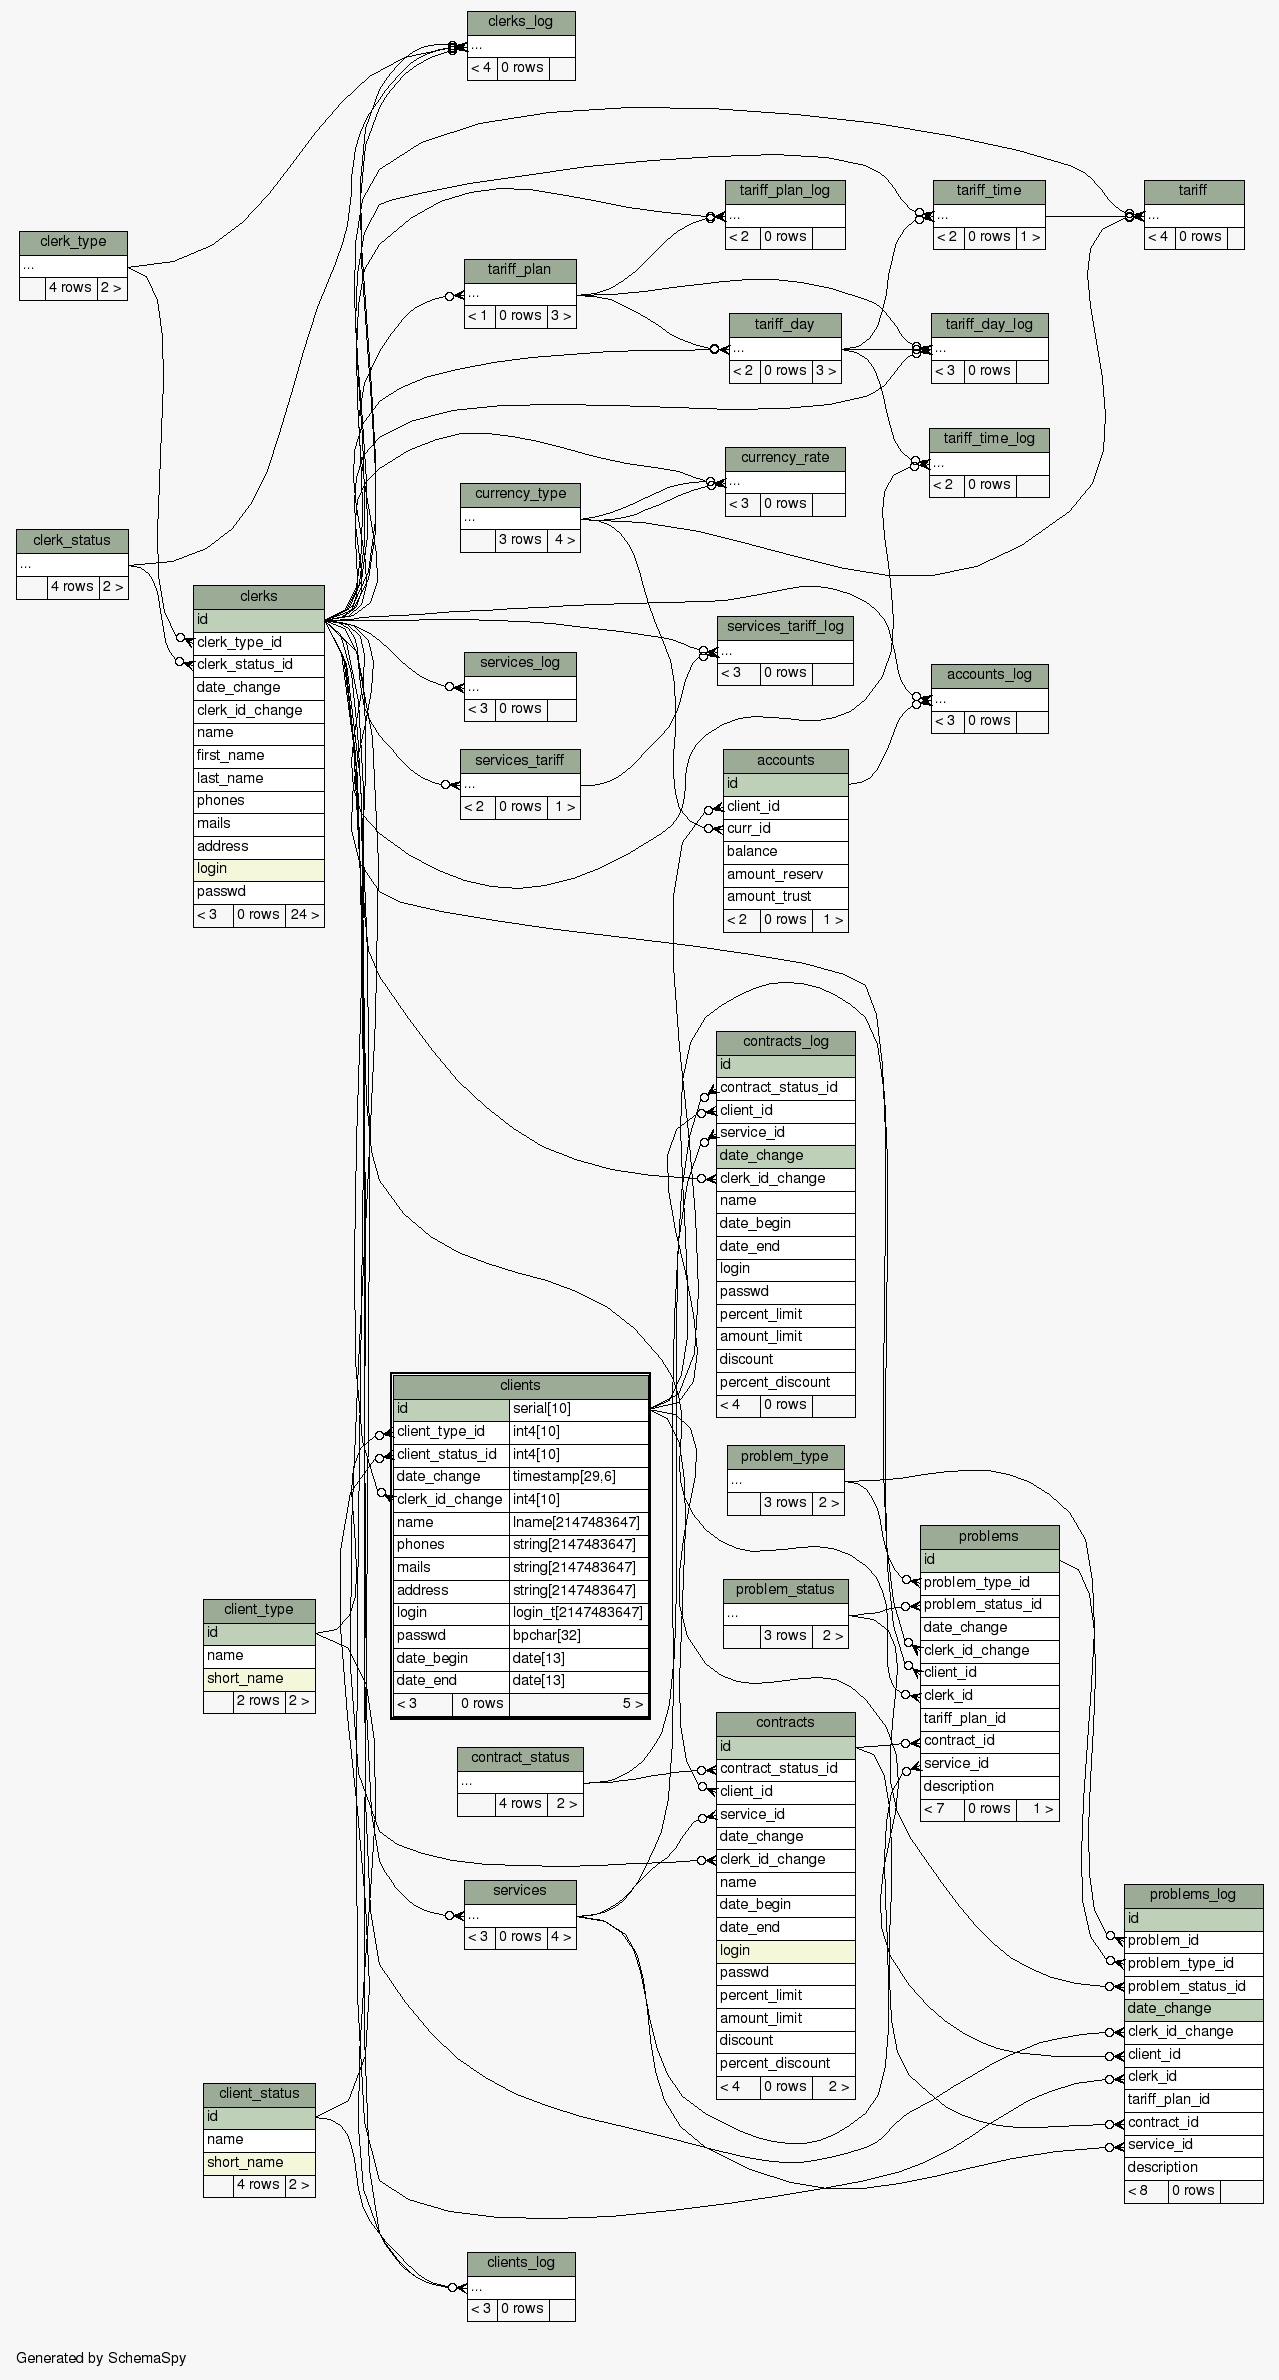 clerks_log
...
< 4 0 rows
tariff_plan_log
...
< 2 0 rows
tariff_time
...
< 2 0 rows 1 >
tariff
...
< 4 0 rows
clerk_type
...
4 rows 2 >
tariff_plan
...
< 1 0 rows 3 >
tariff_day
...
< 2 0 rows 3 >
tariff_day_log
...
< 3 0 rows
tariff_time_log
...
< 2 0 rows
currency_rate
...
< 3 0 rows
currency_type
...
3 rows 4 >
clerk_status
...
4 rows 2 >
clerks
id
clerk_type_id
clerk_status_id
date_change
clerk_id_change
name
first_name
last_name
phones
mails
address
login
passwd
< 3 0 rows 24 >
services_tariff_log
...
< 3 0 rows
services_log
...
< 3 0 rows
accounts_log
...
< 3 0 rows
services_tariff
...
< 2 0 rows 1 >
accounts
id
client_id
curr_id
balance
amount_reserv
amount_trust
< 2 0 rows 1 >
contracts_log
id
contract_status_id
client_id
service_id
date_change
clerk_id_change
name
date_begin
date_end
login
passwd
percent_limit
amount_limit
discount
percent_discount
< 4 0 rows
clients
id serial[10]
client_type_id int4[10]
client_status_id int4[10]
date_change timestamp[29,6]
clerk_id_change int4[10]
name lname[2147483647]
phones string[2147483647]
mails string[2147483647]
address string[2147483647]
login login_t[2147483647]
passwd bpchar[32]
date_begin date[13]
date_end date[13]
< 3 0 rows 5 >
problem_type
...
3 rows 2 >
problems
id
problem_type_id
problem_status_id
date_change
clerk_id_change
client_id
clerk_id
tariff_plan_id
contract_id
service_id
description
< 7 0 rows 1 >
problem_status
...
3 rows 2 >
client_type
id
name
short_name
2 rows 2 >
contracts
id
contract_status_id
client_id
service_id
date_change
clerk_id_change
name
date_begin
date_end
login
passwd
percent_limit
amount_limit
discount
percent_discount
< 4 0 rows 2 >
contract_status
...
4 rows 2 >
services
...
< 3 0 rows 4 >
problems_log
id
problem_id
problem_type_id
problem_status_id
date_change
clerk_id_change
client_id
clerk_id
tariff_plan_id
contract_id
service_id
description
< 8 0 rows
client_status
id
name
short_name
4 rows 2 >
clients_log
...
< 3 0 rows
Generated by SchemaSpy